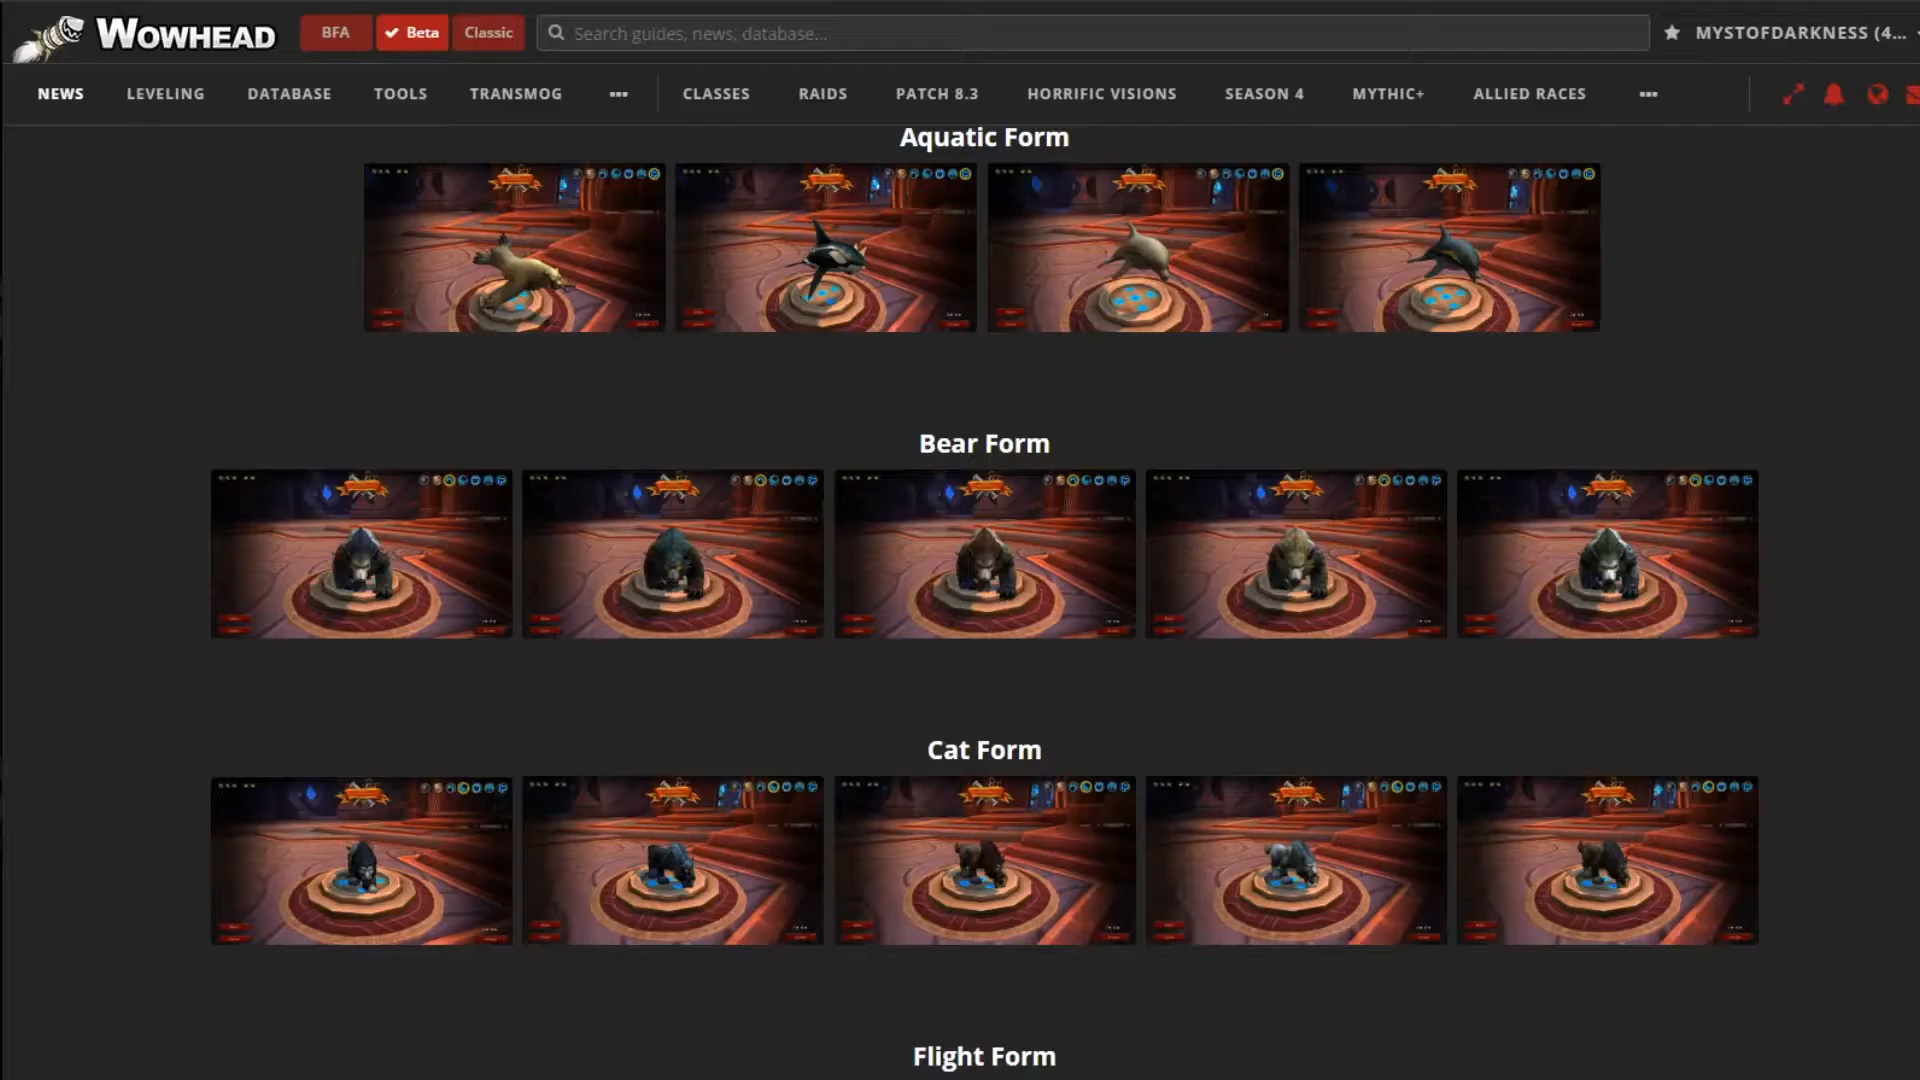 WOWHEAD
BFA
Beta
Classic
Search guides, news, database...
MYSTOFDARKNESS (4...
NEWS
LEVELING
DATABASE
TOOLS
TRANSMOG
CLASSES
RAIDS
PATCH 8.3
HORRIFIC VISIONS
SEASON 4
MYTHIC+
ALLIED RACES
Aquatic Form
Bear Form
Cat Form
Flight Form